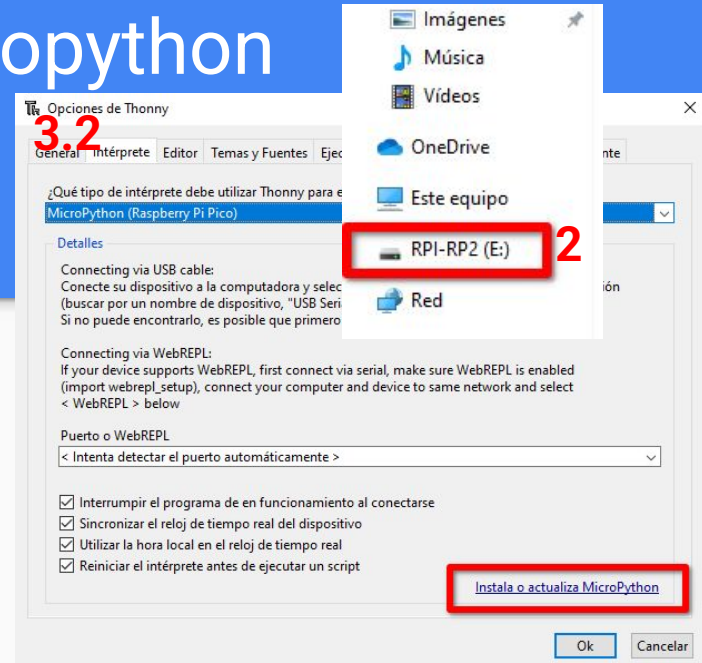 opython
Imágenes
Música
Vídeos
OneDrive
Este equipo
RPI-RP2 (E:)
2
Red
Opciones de Thonny
3.2
General Intérprete Editor Temas y Fuentes Ejec
nte
¿Qué tipo de intérprete debe utilizar Thonny para e
MicroPython (Raspberry Pi Pico)
Detalles
Connecting via USB cable:
Conecte su dispositivo a la computadora y selec ión
(buscar por un nombre de dispositivo, "USB Seri
Si no puede encontrarlo, es posible que primero
Connecting via WebREPL:
If your device supports WebREPL, first connect via serial, make sure WebREPL is enabled
(import webrepl_setup), connect your computer and device to same network and select
< WebREPL > below
Puerto o WebREPL
< Intenta detectar el puerto automáticamente >
Interrumpir el programa de en funcionamiento al conectarse
Sincronizar el reloj de tiempo real del dispositivo
Utilizar la hora local en el reloj de tiempo real
Reiniciar el intérprete antes de ejecutar un script
Instala o actualiza MicroPython
Ok Cancelar